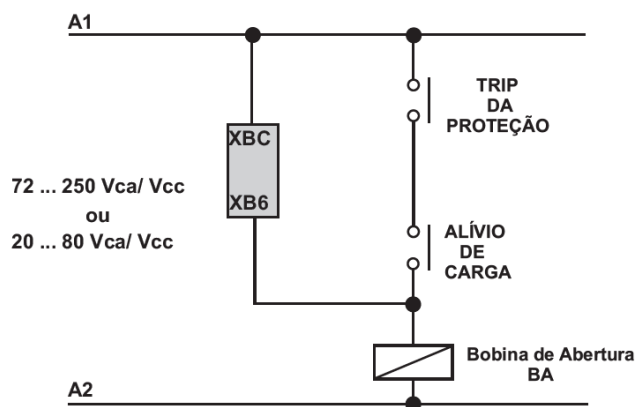 A1
TRIP
DA
PROTEÇÃO
XBC
XB6
72 ... 250 Vca/ Vcc
ou
20 ... 80 Vca/ Vcc
ALÍVIO
DE
CARGA
Bobina de Abertura
BA
A2